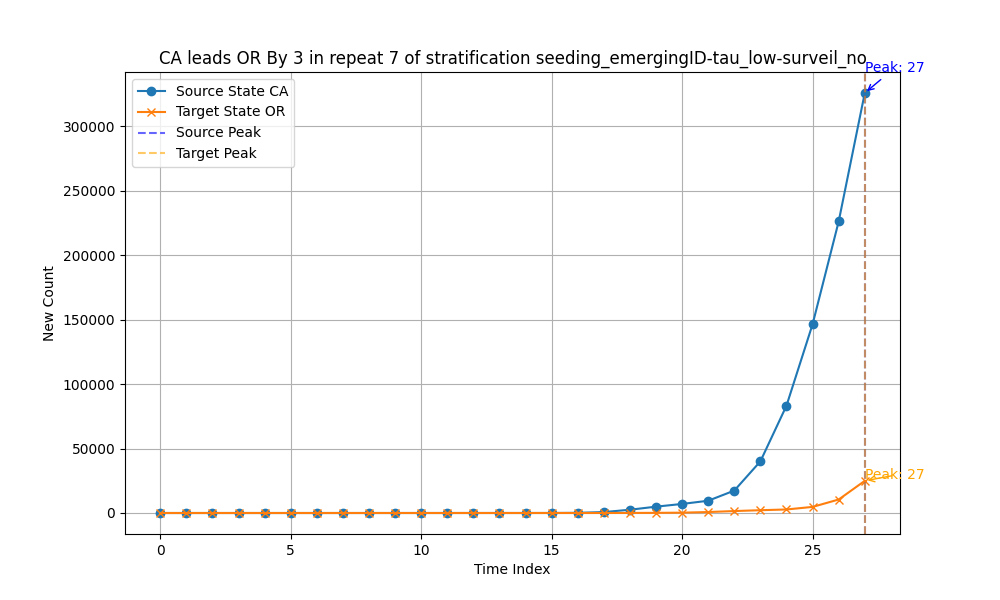 CA leads OR By 3 in repeat 7 of stratification seeding_emergingID-tau_low-surveil_no
Peak: 27
Source State CA
Target State OR
Source Peak
Target Peak
300000
250000
200000
150000
100000
50000
0
New Count
Peak: 27
0 5 10 15 20 25
Time Index